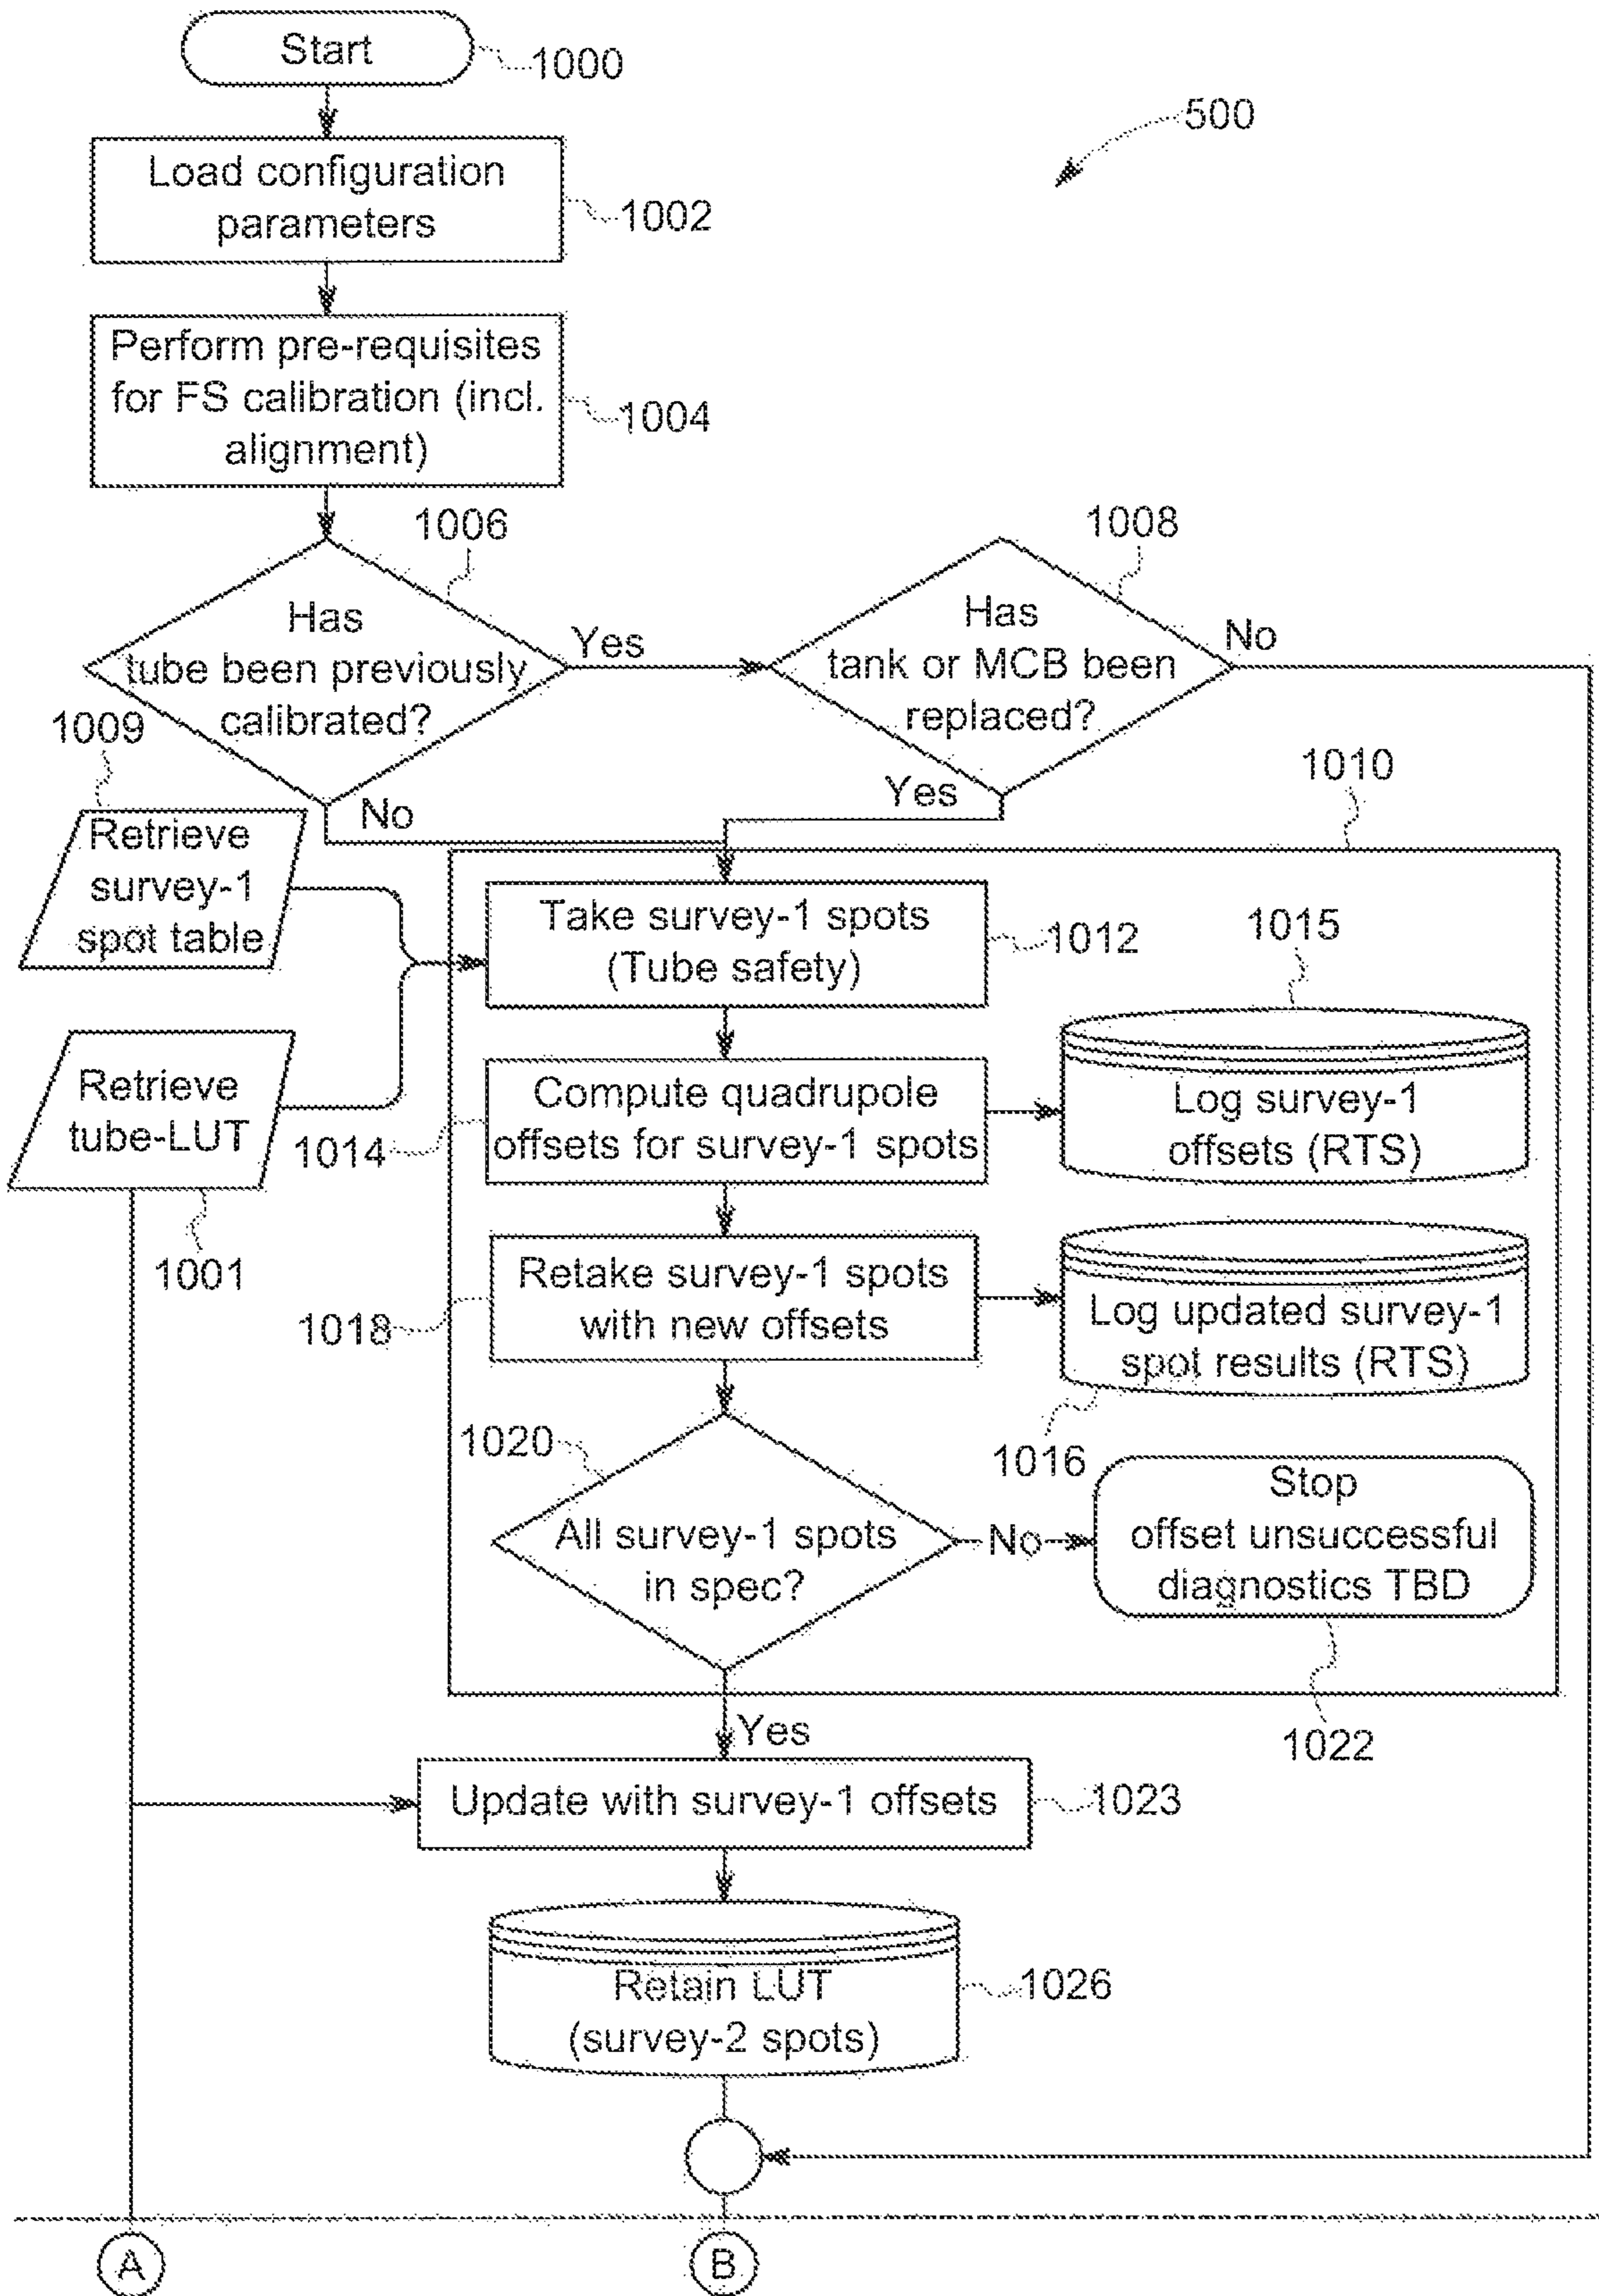 Start
1000
500
Load configuration
parameters
1002
Perform pre-requisites
for FS calibration (incl.
alignment)
1004
1006
1008
Has
tube been previously
calibrated?
Yes
Has
tank or MCB been
replaced?
No
1009
No
Yes
1010
Retrieve
survey-1
spot table
Take survey-1 spots
(Tube safety)
1012
1015
Retrieve
tube-LUT
1001
1014
Compute quadrupole
offsets for survey-1 spots
Log survey-1
offsets (RTS)
1018
Retake survey-1 spots
with new offsets
Log updated survey-1
spot results (RTS)
1016
1020
All survey-1 spots
in spec?
No
Stop
offset unsuccessful
diagnostics TBD
1022
Yes
Update with survey-1 offsets
1023
Retain LUT
(survey-2 spots)
1026
A
B